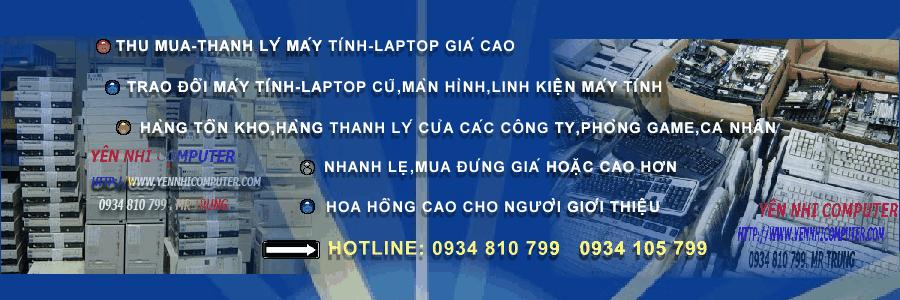 THU MUA-THANH LÝ MÁY TÍNH-LAPTOP GIÁ CAO
TRAO ĐỔI MÁY TÍNH-LAPTOP CŨ,MÀN HÌNH,LINH KIỆN MÁY TÍNH
HÀNG TỒN KHO,HÀNG THANH LÝ CỦA CÁC CÔNG TY,PHÒNG GAME,CÁ NHÂN
YÊN NHI COMPUTER
HTTP://WWW.YENNHICOMPUTER.COM
0934 810 799 . MR TRUNG
NHANH LẸ,MUA ĐÚNG GIÁ HOẶC CAO HƠN
HOA HỒNG CAO CHO NGƯỜI GIỚI THIỆU
HOTLINE: 0934 810 799 0934 105 799
YÊN NHI COMPUTER
HTTP://WWW.YENNHICOMPUTER.COM
0934 810 799. MR TRUNG